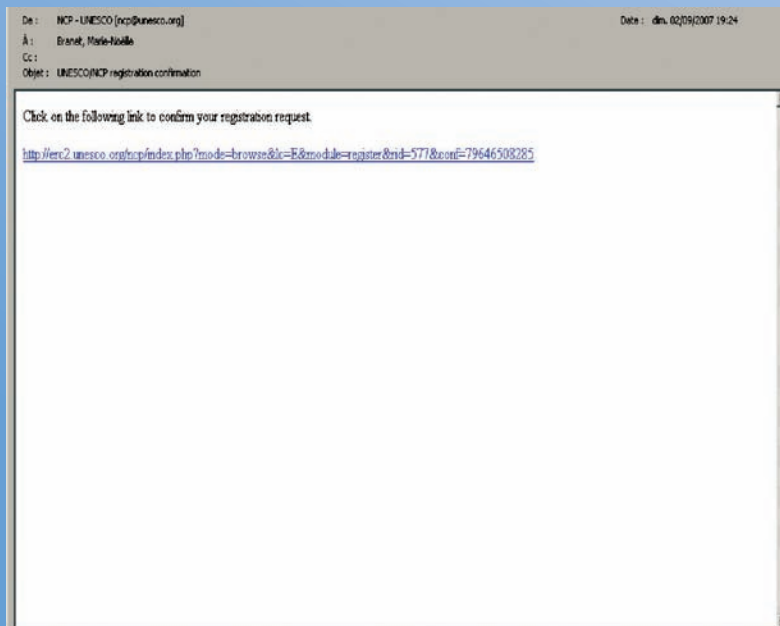 De : NCP - UNESCO [ncp@unesco.org] Date : dim. 02/09/2007 19:24
À : Branet, Marie-Noëlle
Cc :
Objet : UNESCO/NCP registration confirmation
Click on the following link to confirm your registration request.
http://erc2.unesco.org/ncp/index.php?mode=browse&lc=E&module=register&rid=577&conf=79646508285